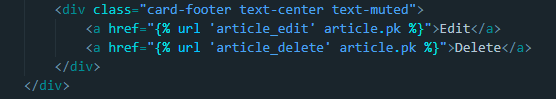 <div class="card-footer text-center text-muted">
<a href="{% url 'article_edit' article.pk %}">Edit</a>
<a href="{% url 'article_delete' article.pk %}">Delete</a>
</div>
</div>